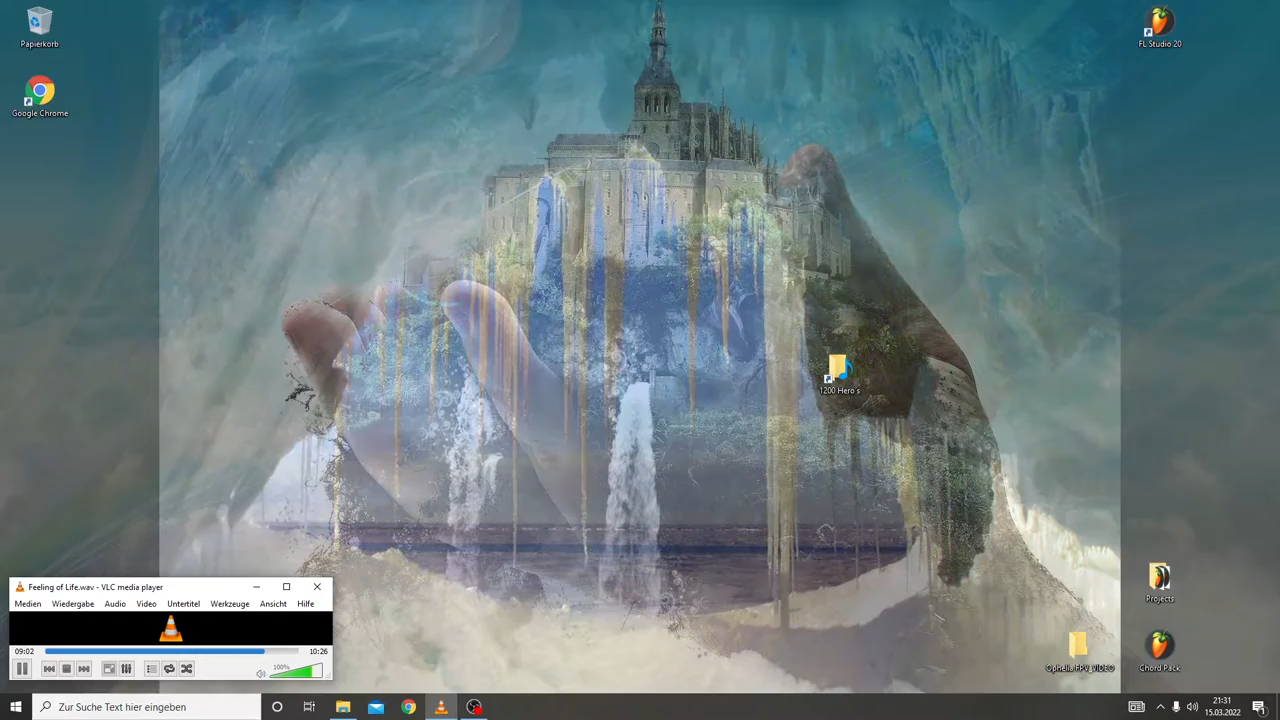 Papierkorb
Google Chrome
FL Studio 20
1200 Hero´s
Projects
Ophelia FPV_VIDEO
Chord Pack
Feeling of Life.wav - VLC media player
Medien Wiedergabe Audio Video Untertitel Werkzeuge Ansicht Hilfe
09:02 10:26
100%
Zur Suche Text hier eingeben
21:31
15.03.2022
1